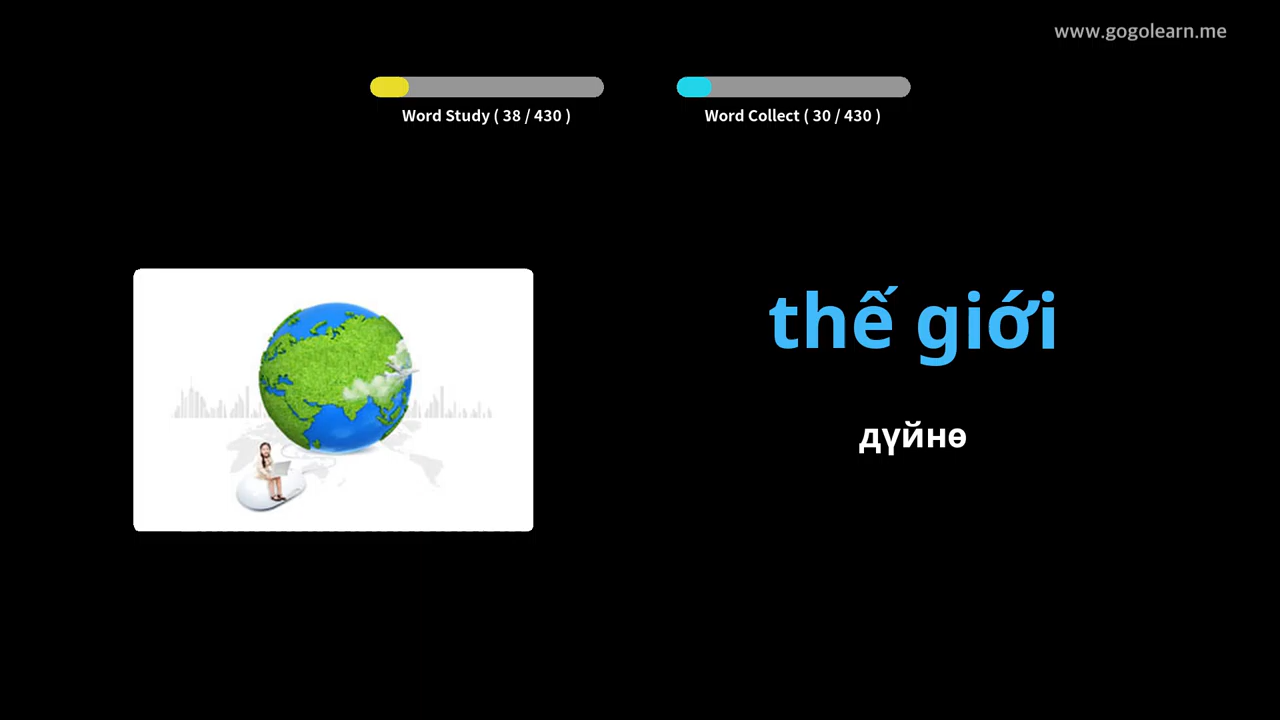 www.gogolearn.me
Word Study ( 38 / 430 )
Word Collect ( 30 / 430 )
thế giới
дүйнө